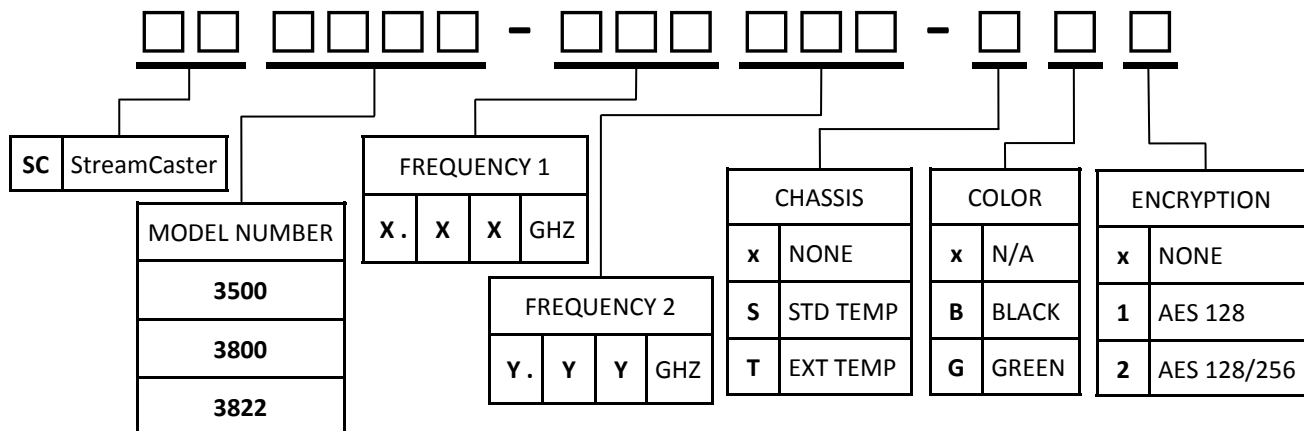 - -
SC StreamCaster
MODEL NUMBER
3500
3800
3822
FREQUENCY 1
X. X X GHZ
FREQUENCY 2
Y. Y Y GHZ
CHASSIS
x NONE
S STD TEMP
T EXT TEMP
COLOR
x N/A
B BLACK
G GREEN
ENCRYPTION
x NONE
1 AES 128
2 AES 128/256